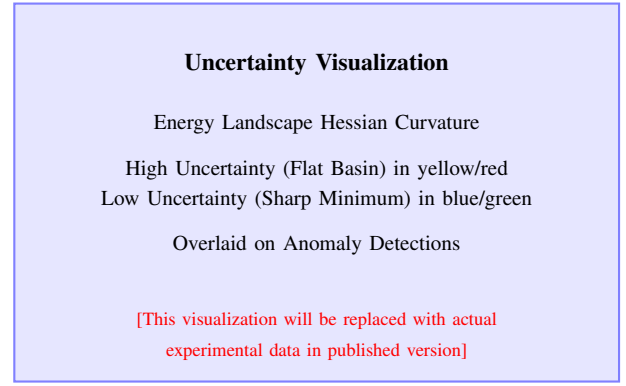 Uncertainty Visualization
Energy Landscape Hessian Curvature
High Uncertainty (Flat Basin) in yellow/red
Low Uncertainty (Sharp Minimum) in blue/green
Overlaid on Anomaly Detections
[This visualization will be replaced with actual
experimental data in published version]